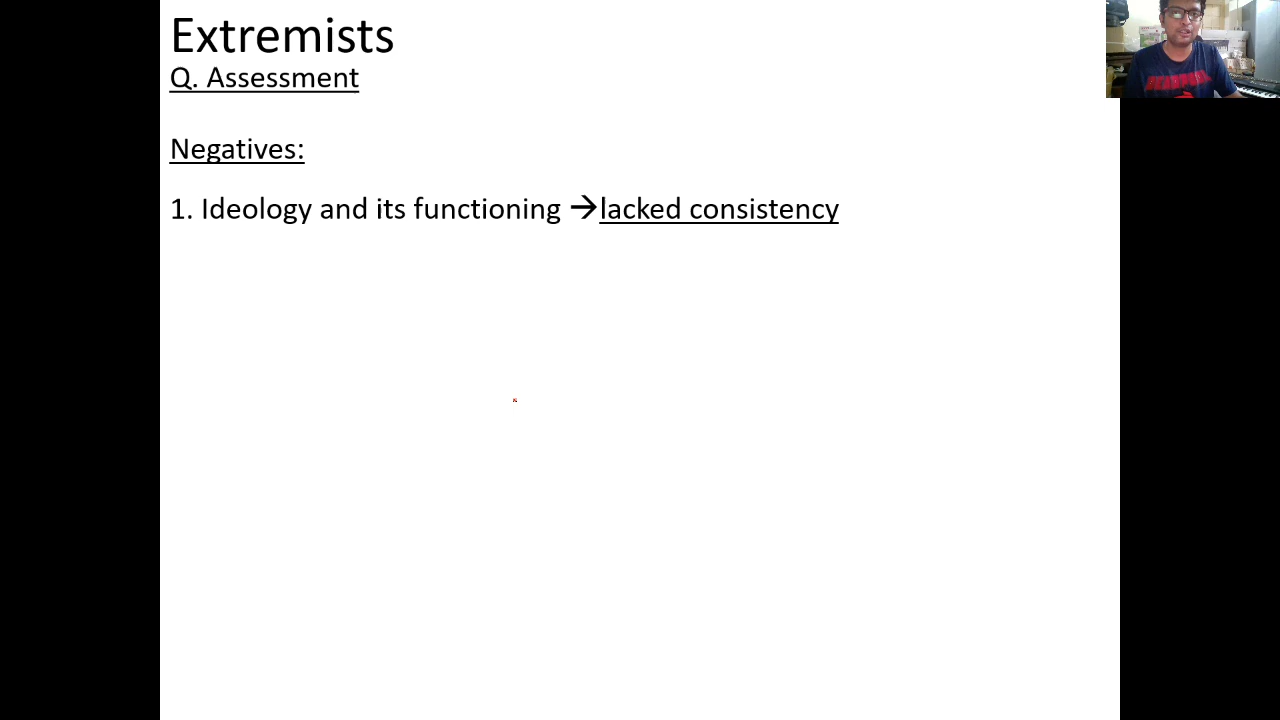 Extremists
Q. Assessment
Negatives:
1. Ideology and its functioning →lacked consistency